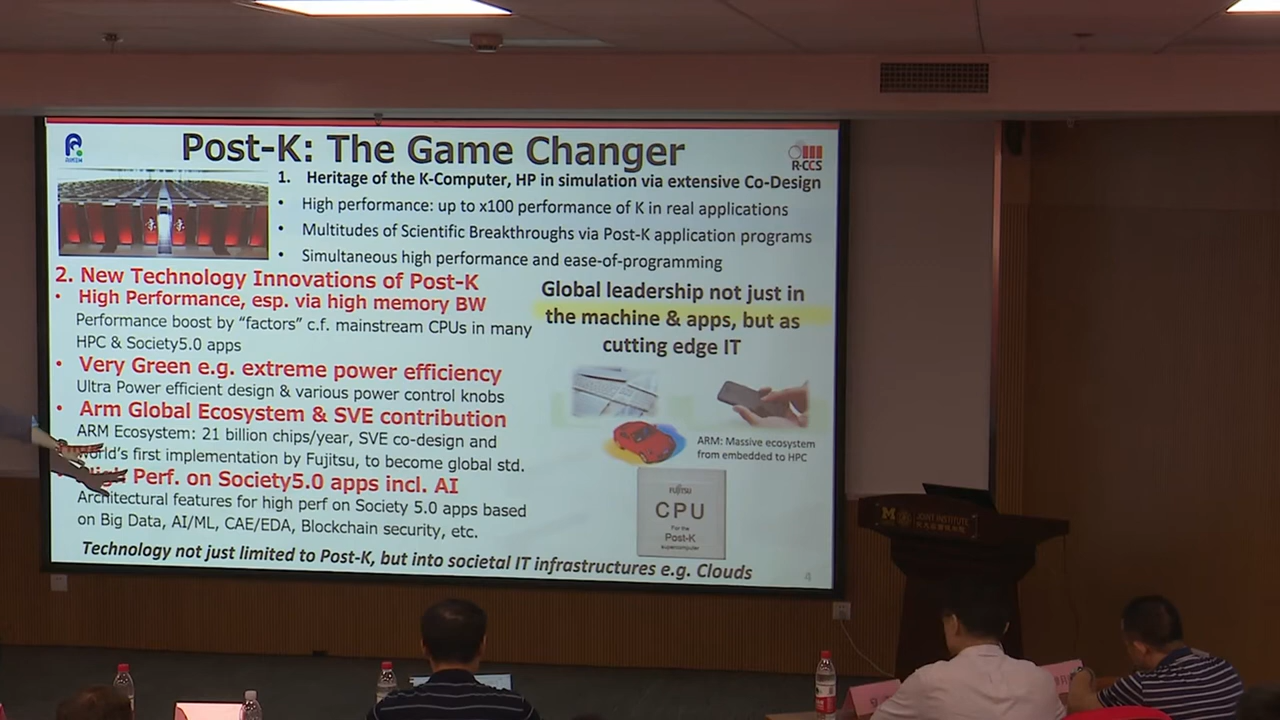 Post-K: The Game Changer
RIKEN
R-CCS
1. Heritage of the K-Computer, HP in simulation via extensive Co-Design
• High performance: up to x100 performance of K in real applications
• Multitudes of Scientific Breakthroughs via Post-K application programs
• Simultaneous high performance and ease-of-programming
2. New Technology Innovations of Post-K
• High Performance, esp. via high memory BW
Performance boost by “factors” c.f. mainstream CPUs in many
HPC & Society5.0 apps
• Very Green e.g. extreme power efficiency
Ultra Power efficient design & various power control knobs
• Arm Global Ecosystem & SVE contribution
ARM Ecosystem: 21 billion chips/year, SVE co-design and
world’s first implementation by Fujitsu, to become global std.
Perf. on Society5.0 apps incl. AI
Architectural features for high perf on Society 5.0 apps based
on Big Data, AI/ML, CAE/EDA, Blockchain security, etc.
Global leadership not just in
the machine & apps, but as
cutting edge IT
ARM: Massive ecosystem
from embedded to HPC
FUJITSU
CPU
For the
Post-K
supercomputer
Technology not just limited to Post-K, but into societal IT infrastructures e.g. Clouds
4
M
JOINT INSTITUTE